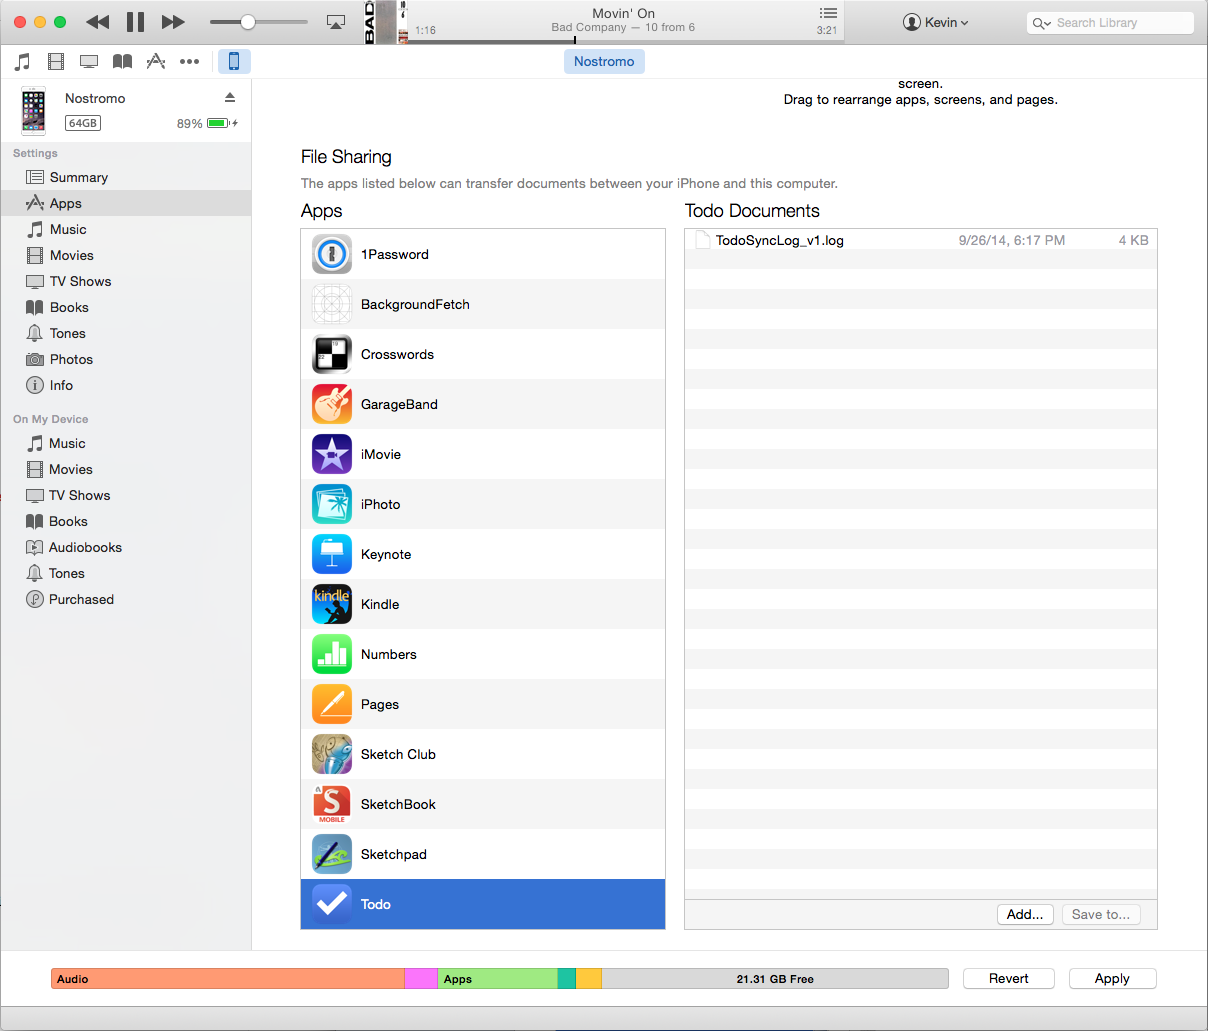 BAD
1:16
Movin' On
Bad Company — 10 from 6
3:21
Kevin
Search Library
Nostromo
Nostromo
64GB
89%
screen.
Drag to rearrange apps, screens, and pages.
Settings
Summary
Apps
Music
Movies
TV Shows
Books
Tones
Photos
Info
On My Device
Music
Movies
TV Shows
Books
Audiobooks
Tones
Purchased
File Sharing
The apps listed below can transfer documents between your iPhone and this computer.
Apps
1Password
BackgroundFetch
19
22
Crosswords
GarageBand
iMovie
iPhoto
Keynote
kindle
Kindle
Numbers
Pages
Sketch Club
A
S
MOBILE
SketchBook
Sketchpad
Todo
Todo Documents
TodoSyncLog_v1.log 9/26/14, 6:17 PM 4 KB
Add...
Save to...
Audio
Apps
21.31 GB Free
Revert
Apply